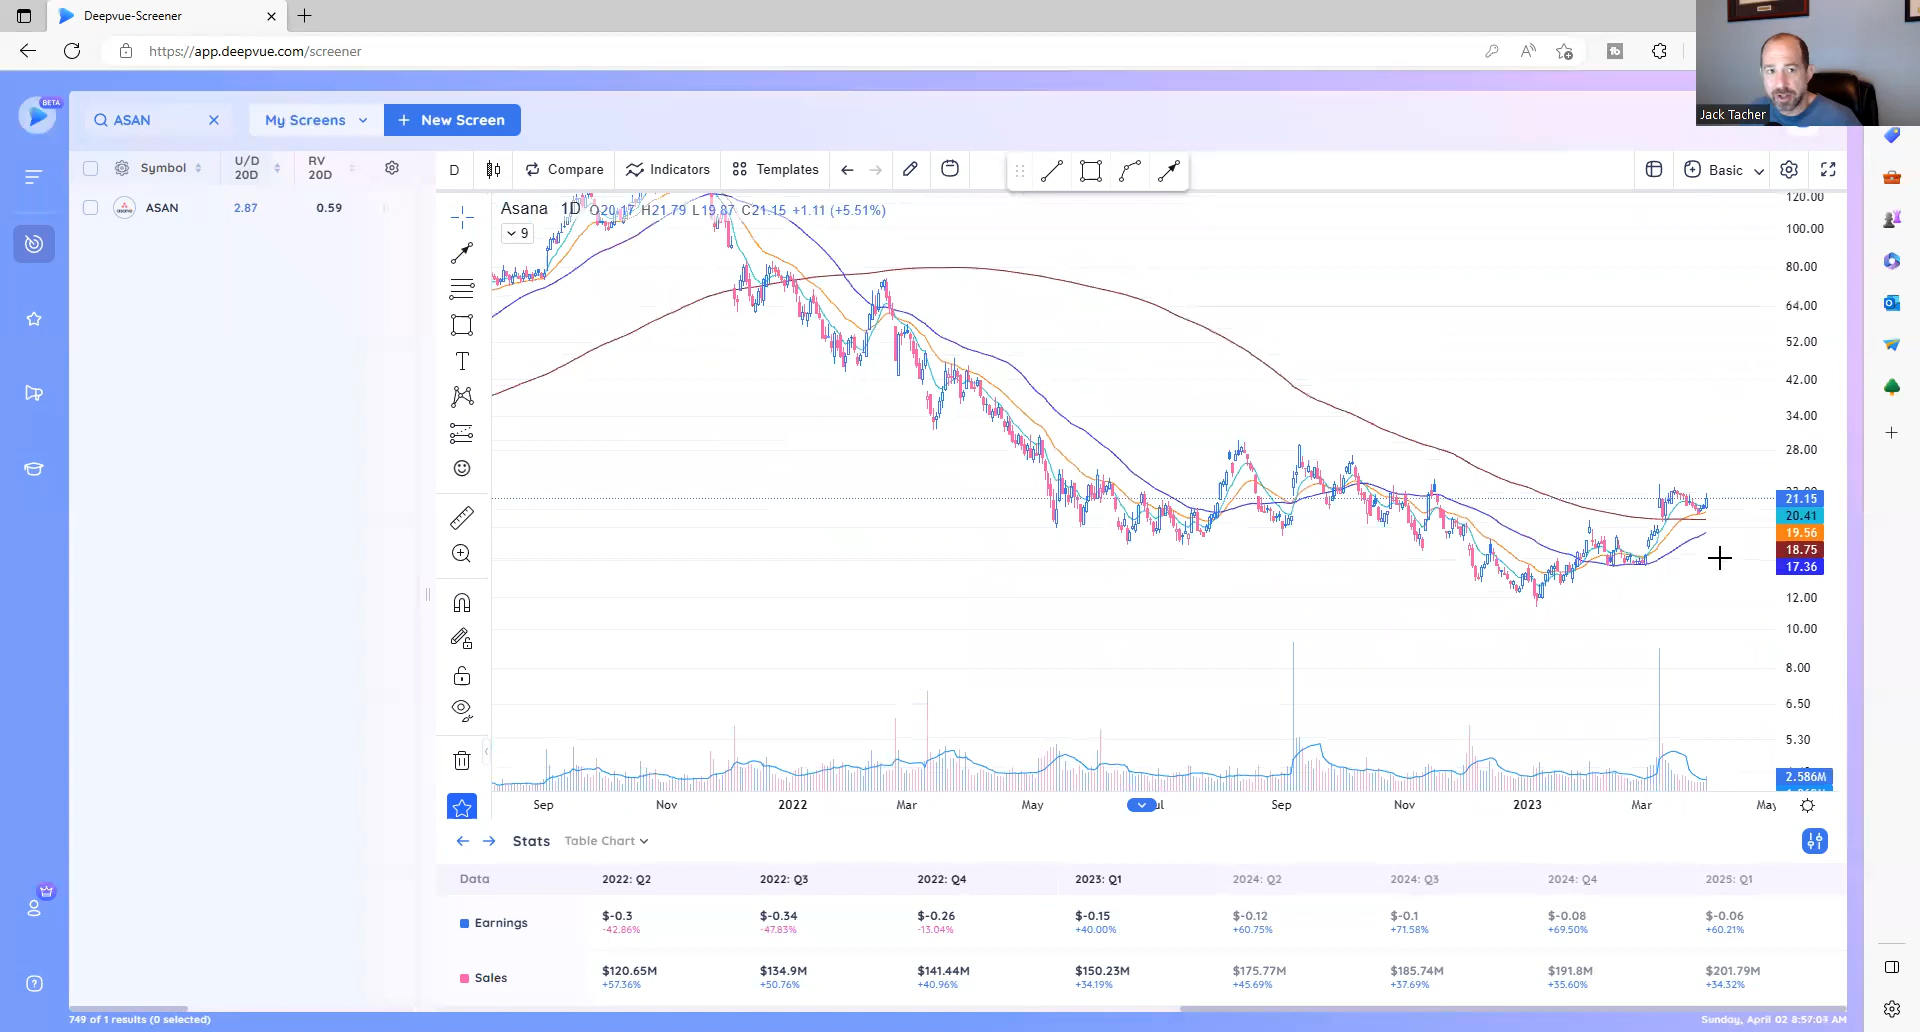 Deepvue-Screener
https://app.deepvue.com/screener
Jack Tacher
BETA
ASAN
My Screens
+ New Screen
Symbol
U/D 20D
RV 20D
D
Compare
Indicators
Templates
Basic
ASAN 2.87 0.59
Asana 1D O20.17 H21.79 L19.87 C21.15 +1.11 (+5.51%)
9
120.00
100.00
80.00
64.00
52.00
42.00
34.00
28.00
21.15
20.41
19.56
18.75
17.36
12.00
10.00
8.00
6.50
5.30
2.586M
Sep Nov 2022 Mar May Sep Nov 2023 Mar May
Stats Table Chart
Data 2022: Q2 2022: Q3 2022: Q4 2023: Q1 2024: Q2 2024: Q3 2024: Q4 2025: Q1
Earnings $-0.3 $-0.34 $-0.26 $-0.15 $-0.12 $-0.1 $-0.08 $-0.06
-42.86% -47.83% -13.04% +40.00% +60.75% +71.58% +69.50% +60.21%
Sales $120.65M $134.9M $141.44M $150.23M $175.77M $185.74M $191.8M $201.79M
+57.36% +50.76% +40.96% +34.19% +45.69% +37.69% +35.60% +34.32%
749 of 1 results (0 selected)
Sunday, April 02 8:57:03 AM